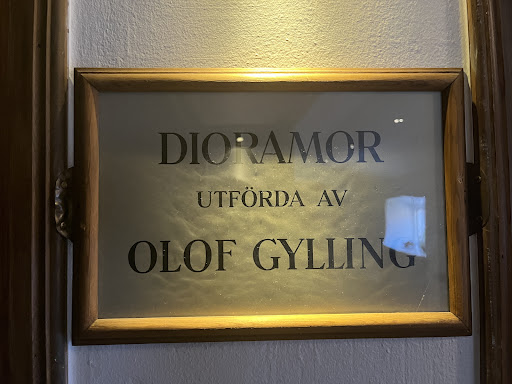 DIORAMOR
UTFÖRDA AV
OLOF GYLLING